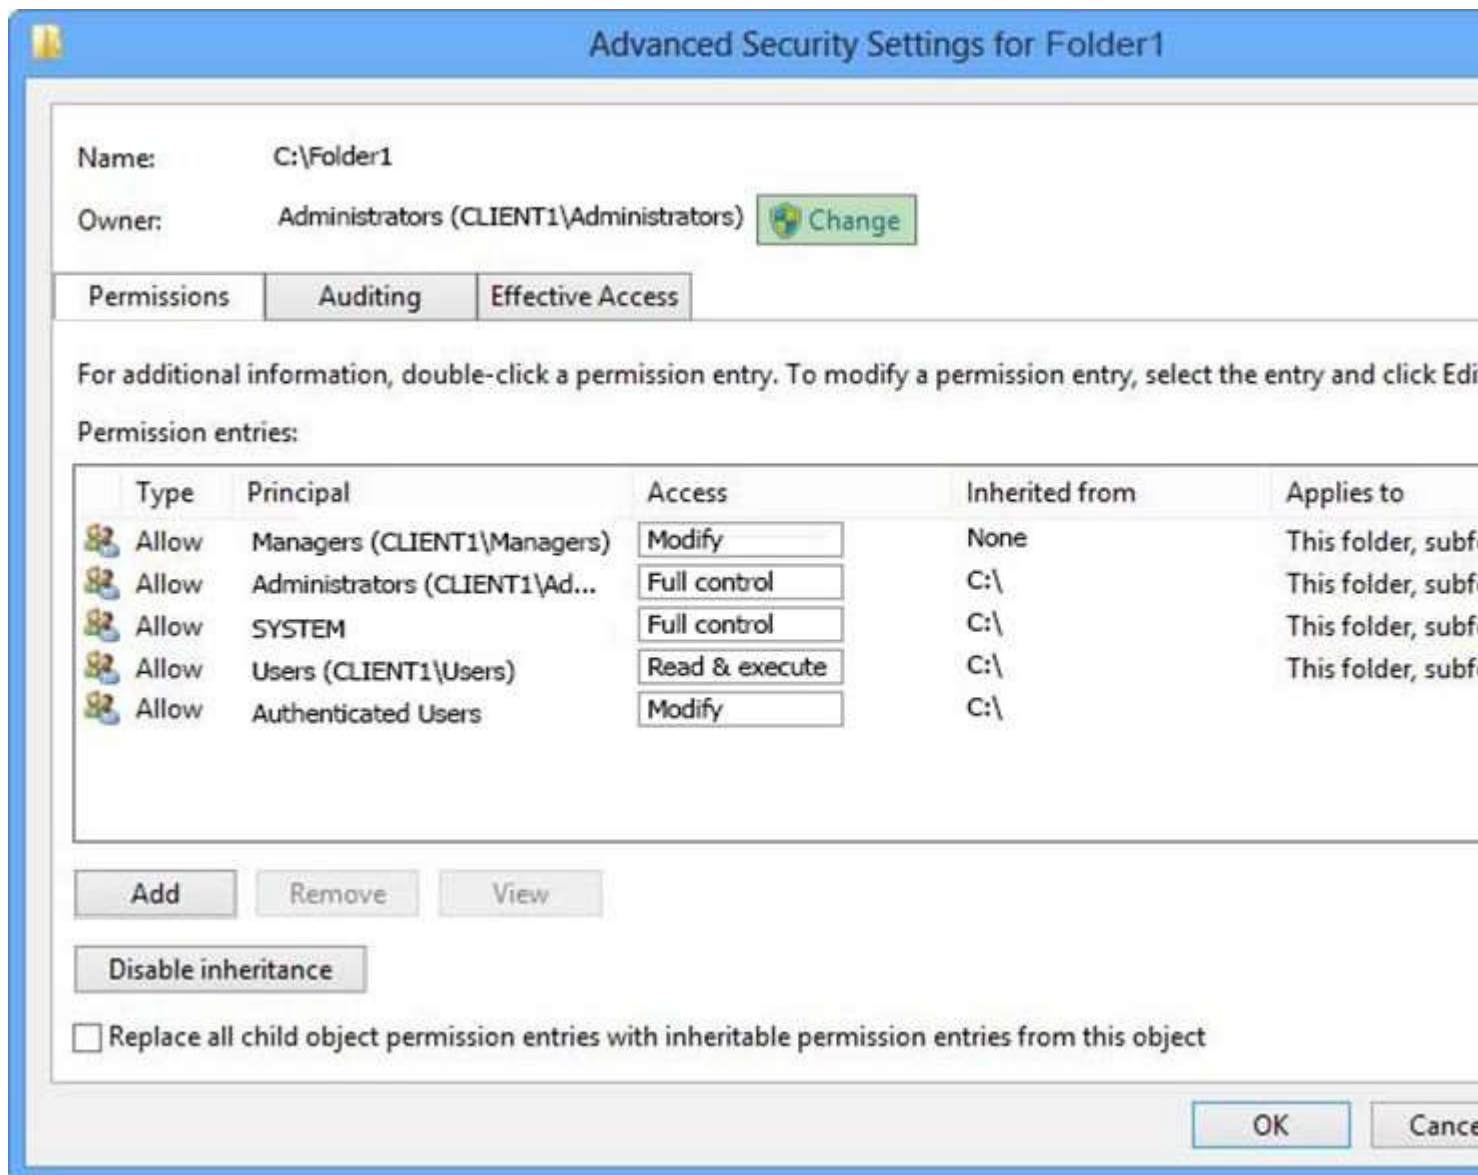 Advanced Security Settings for Folder1
Name: C:\Folder1
Owner: Administrators (CLIENT1\Administrators) Change
Permissions Auditing Effective Access
For additional information, double-click a permission entry. To modify a permission entry, select the entry and click Edi
Permission entries:
Type Principal Access Inherited from Applies to
Allow Managers (CLIENT1\Managers) Modify None This folder, subf
Allow Administrators (CLIENT1\Ad... Full control C:\ This folder, subf
Allow SYSTEM Full control C:\ This folder, subf
Allow Users (CLIENT1\Users) Read & execute C:\ This folder, subf
Allow Authenticated Users Modify C:\
Add Remove View
Disable inheritance
Replace all child object permission entries with inheritable permission entries from this object
OK Cance